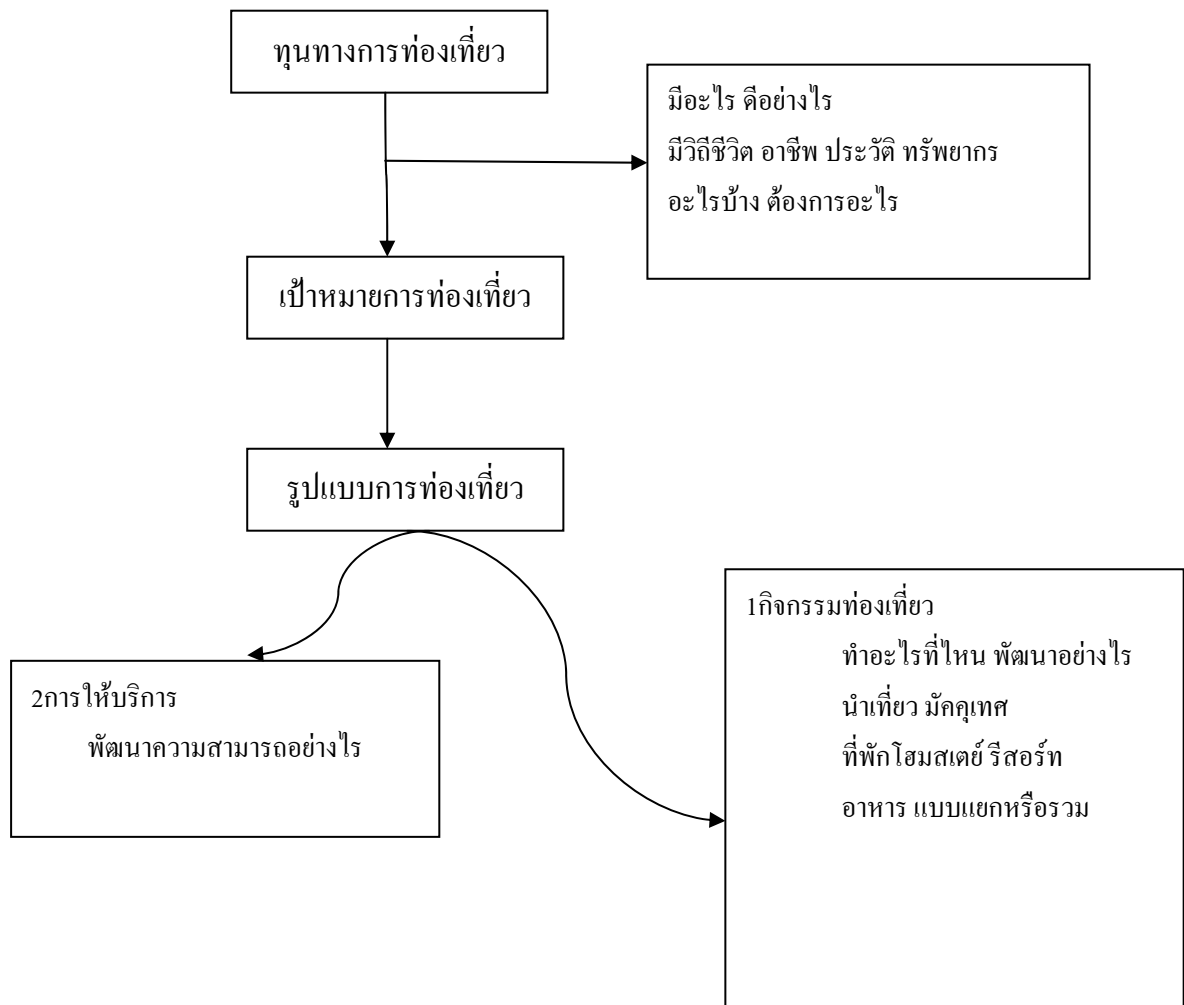 ทุนทางการท่องเที่ยว
มีอะไร ดีอย่างไร
มีวิถีชีวิต อาชีพ ประวัติ ทรัพยากร
อะไรบ้าง ต้องการอะไร
เป้าหมายการท่องเที่ยว
รูปแบบการท่องเที่ยว
1กิจกรรมท่องเที่ยว
ทำอะไรที่ไหน พัฒนาอย่างไร
นำเที่ยว มัคคุเทศ
ที่พักโฮมสเตย์ รีสอร์ท
อาหาร แบบแยกหรือรวม
2การให้บริการ
พัฒนาความสามารถอย่างไร